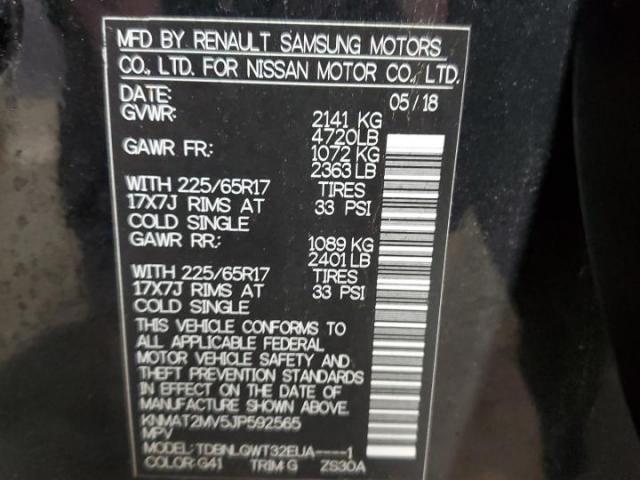 MFD BY RENAULT SAMSUNG MOTORS
CO., LTD. FOR NISSAN MOTOR CO., LTD.
DATE: 05/18
GVWR: 2141 KG
4720LB
GAWR FR: 1072 KG
2363 LB
WITH 225/65R17 TIRES
17X7J RIMS AT 33 PSI
COLD SINGLE
GAWR RR: 1089 KG
2401 LB
WITH 225/65R17 TIRES
17X7J RIMS AT 33 PSI
COLD SINGLE
THIS VEHICLE CONFORMS TO
ALL APPLICABLE FEDERAL
MOTOR VEHICLE SAFETY AND
THEFT PREVENTION STANDARDS
IN EFFECT ON THE DATE OF
MANUFACTURE SHOWN ABOVE.
KNMAT2MV5JP592565
MPV
MODEL: TDBNLQWT32EUA----1
COLOR: G41 TRIM: G ZS30A